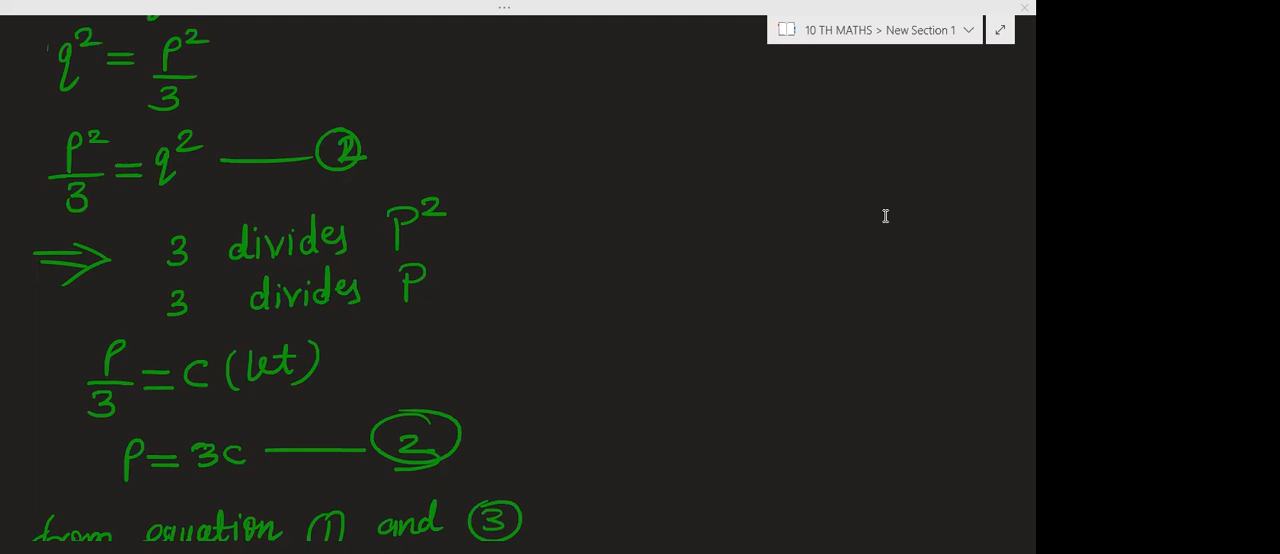 ...
10 TH MATHS > New Section 1
q² = P²/3
P²/3 = q² —— ②
⇒ 3 divides P²
3 divides P
P/3 = C (let)
P = 3C —— ②
from equation ① and ③